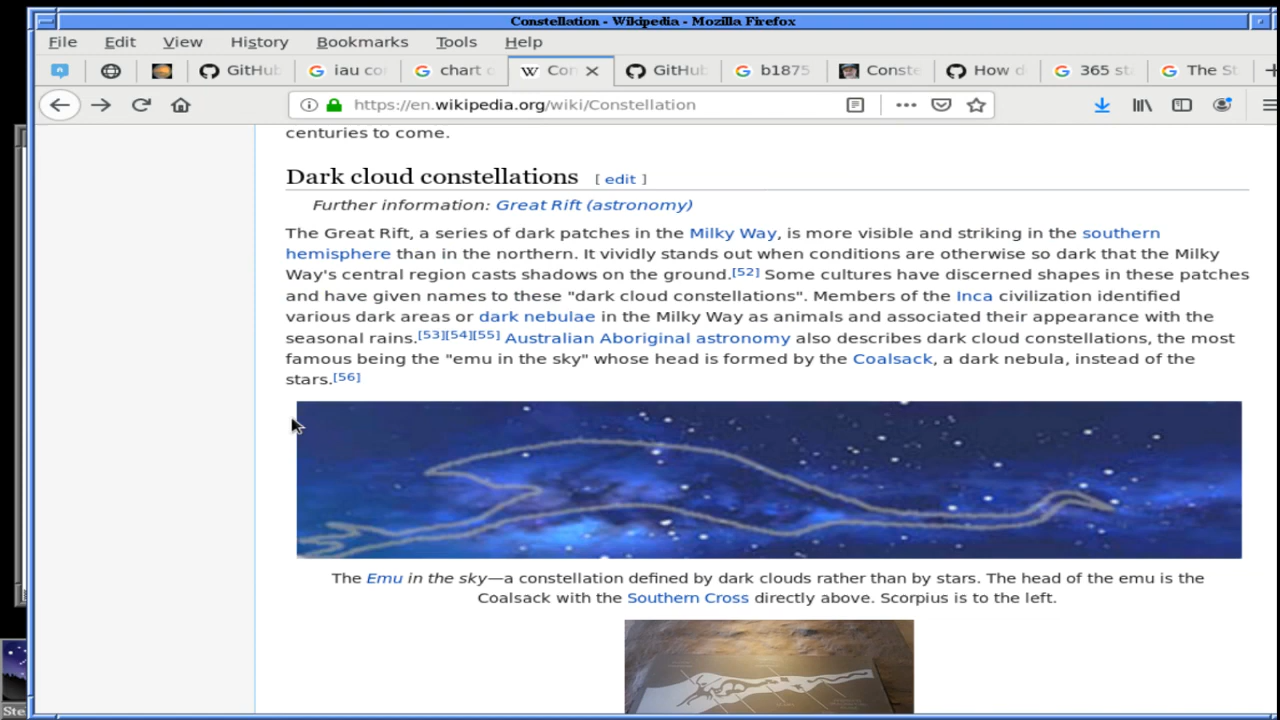 Constellation - Wikipedia - Mozilla Firefox
File Edit View History Bookmarks Tools Help
GitHub iau co chart o Con GitHub b1875 Conste How d 365 st The St
https://en.wikipedia.org/wiki/Constellation
centuries to come.
Dark cloud constellations [ edit ]
Further information: Great Rift (astronomy)
The Great Rift, a series of dark patches in the Milky Way, is more visible and striking in the southern
hemisphere than in the northern. It vividly stands out when conditions are otherwise so dark that the Milky
Way's central region casts shadows on the ground.[52] Some cultures have discerned shapes in these patches
and have given names to these "dark cloud constellations". Members of the Inca civilization identified
various dark areas or dark nebulae in the Milky Way as animals and associated their appearance with the
seasonal rains.[53][54][55] Australian Aboriginal astronomy also describes dark cloud constellations, the most
famous being the "emu in the sky" whose head is formed by the Coalsack, a dark nebula, instead of the
stars.[56]
The Emu in the sky—a constellation defined by dark clouds rather than by stars. The head of the emu is the
Coalsack with the Southern Cross directly above. Scorpius is to the left.
Ste